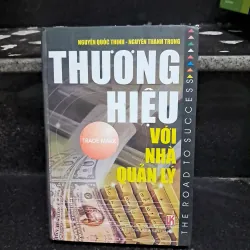 NGUYỄN QUỐC THỊNH - NGUYỄN THÀNH TRUNG
THƯƠNG
HIỆU
VỚI
NHÀ
QUẢN LÝ
THE ROAD TO SUCCESS